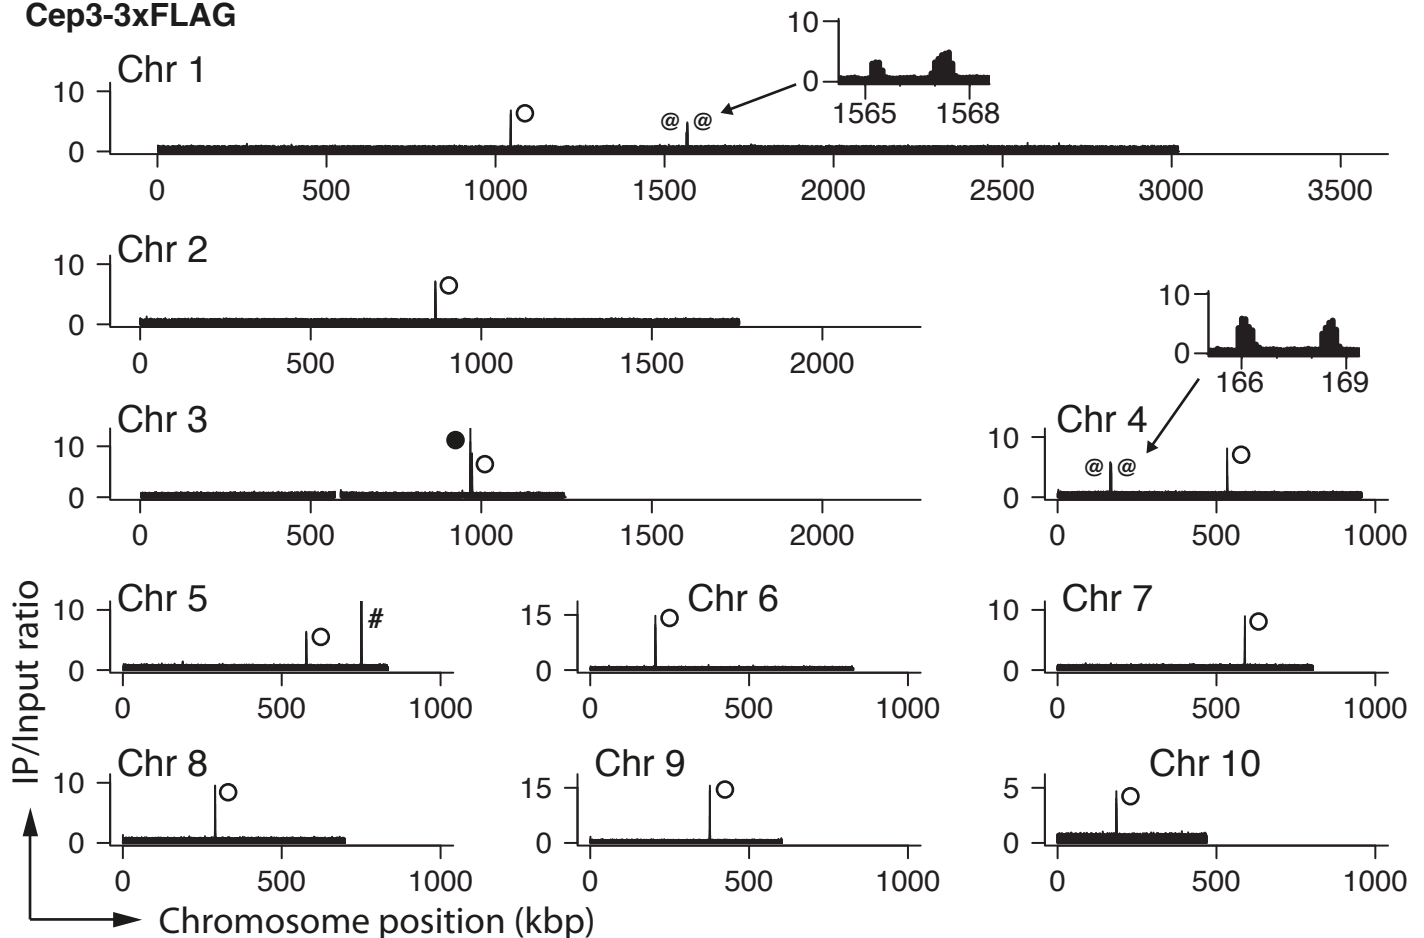 Cep3-3xFLAG
Chr 1
10
0
0 500 1000 1500 2000 2500 3000 3500
@ @
10
0
1565 1568
Chr 2
10
0
0 500 1000 1500 2000
Chr 3
10
0
0 500 1000 1500 2000
10
0
166 169
Chr 4
10
0
@ @
0 500 1000
Chr 5
10
0
#
0 500 1000
Chr 6
15
0
0 500 1000
Chr 7
10
0
0 500 1000
Chr 8
10
0
0 500 1000
Chr 9
15
0
0 500 1000
Chr 10
5
0
0 500 1000
IP/Input ratio
Chromosome position (kbp)